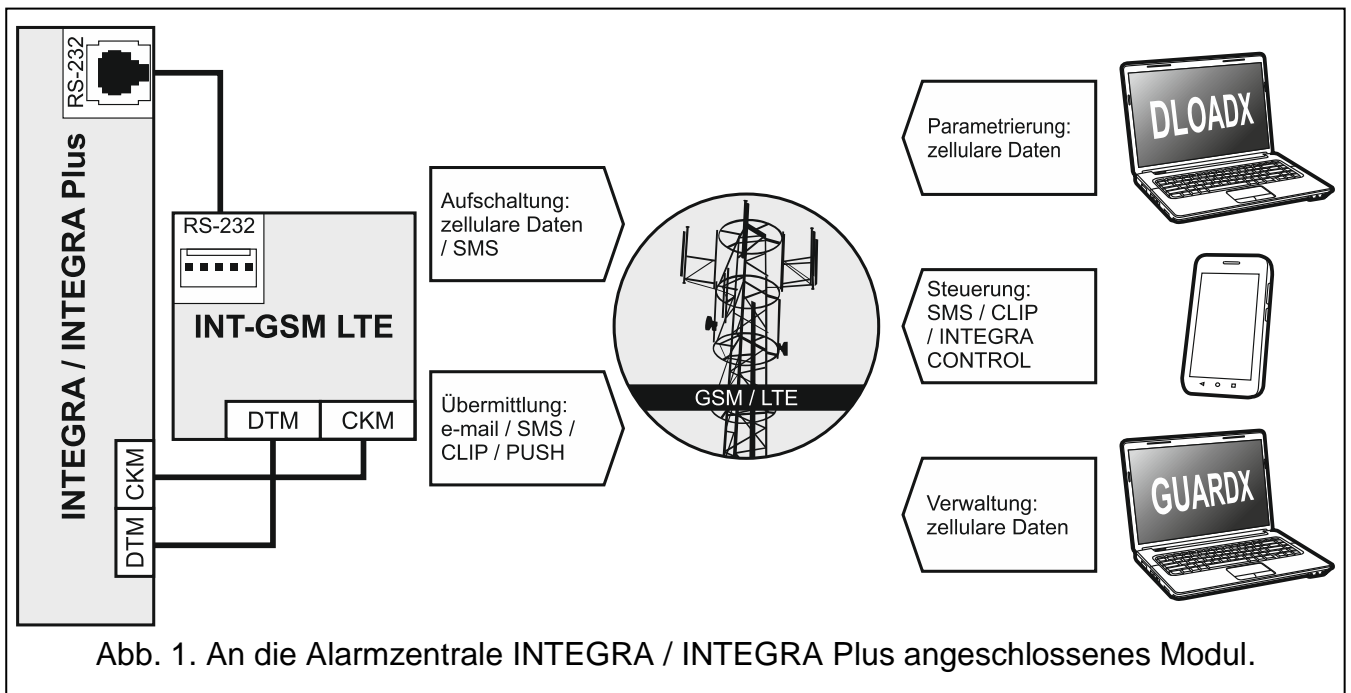 RS-232
INTEGRA / INTEGRA Plus
CKM
DTM
RS-232
INT-GSM LTE
DTM
CKM
Aufschaltung:
zellulare Daten
/ SMS
Übermittlung:
e-mail / SMS /
CLIP / PUSH
GSM / LTE
Parametrierung:
zellulare Daten
DLOADX
Steuerung:
SMS / CLIP
/ INTEGRA
CONTROL
Verwaltung:
zellulare Daten
GUARDX
Abb. 1. An die Alarmzentrale INTEGRA / INTEGRA Plus angeschlossenes Modul.